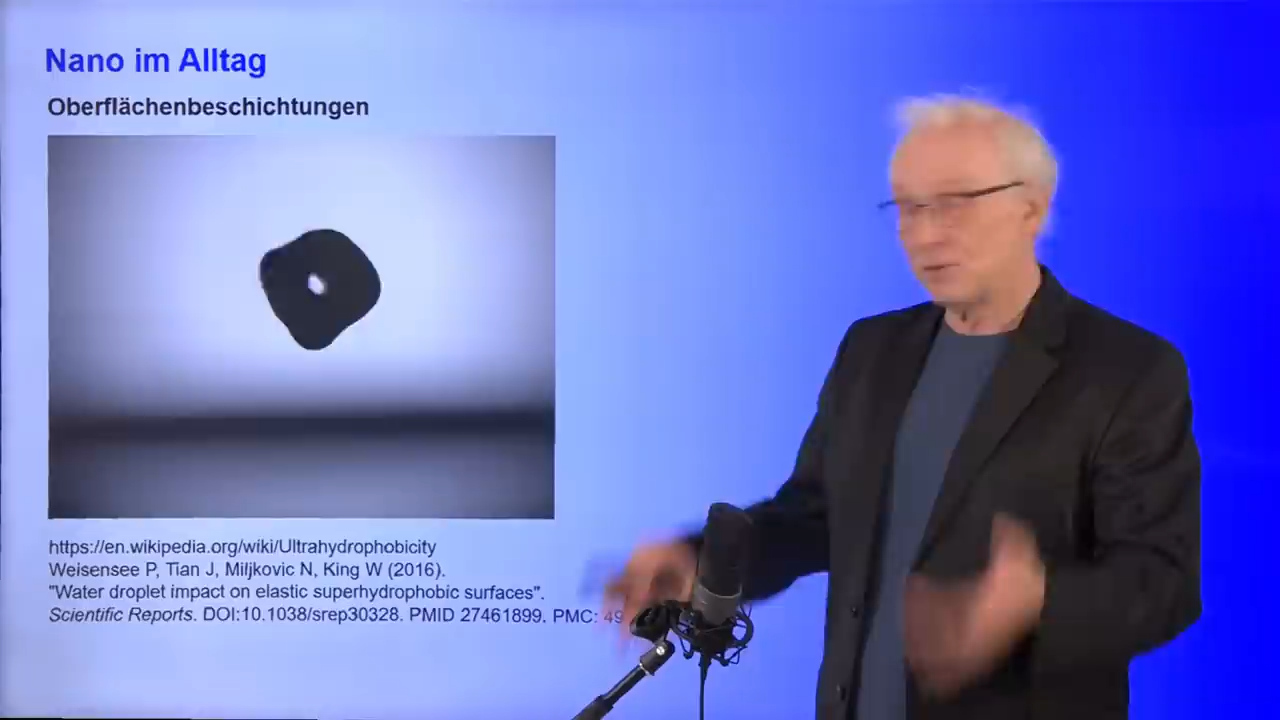 Nano im Alltag
Oberflächenbeschichtungen
https://en.wikipedia.org/wiki/Ultrahydrophobicity
Weisensee P, Tian J, Miljkovic N, King W (2016).
"Water droplet impact on elastic superhydrophobic surfaces".
Scientific Reports. DOI:10.1038/srep30328. PMID 27461899. PMC: